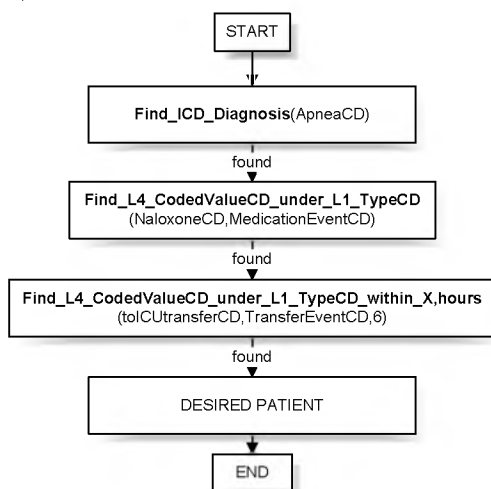 START
Find_ICD_Diagnosis(ApneaCD)
found
Find_L4_CodedValueCD_under_L1_TypeCD
(NaloxoneCD,MedicationEventCD)
found
Find_L4_CodedValueCD_under_L1_TypeCD_within_X,hours
(toICUtransferCD,TransferEventCD,6)
found
DESIRED PATIENT
END